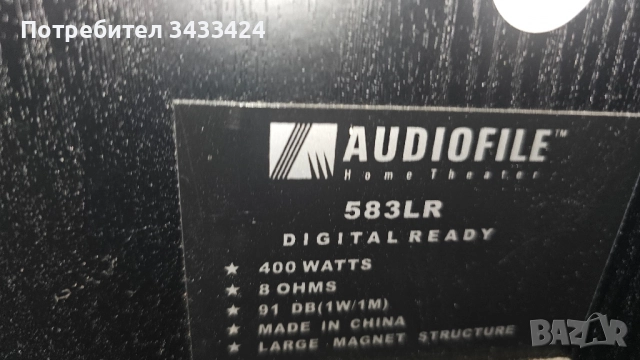 Потребител 3433424
AUDIOFILE™
Home Theater
583LR
DIGITAL READY
★ 400 WATTS
★ 8 OHMS
★ 91 DB(1W/1M)
★ MADE IN CHINA
★ LARGE MAGNET STRUCTURE
BAZAR